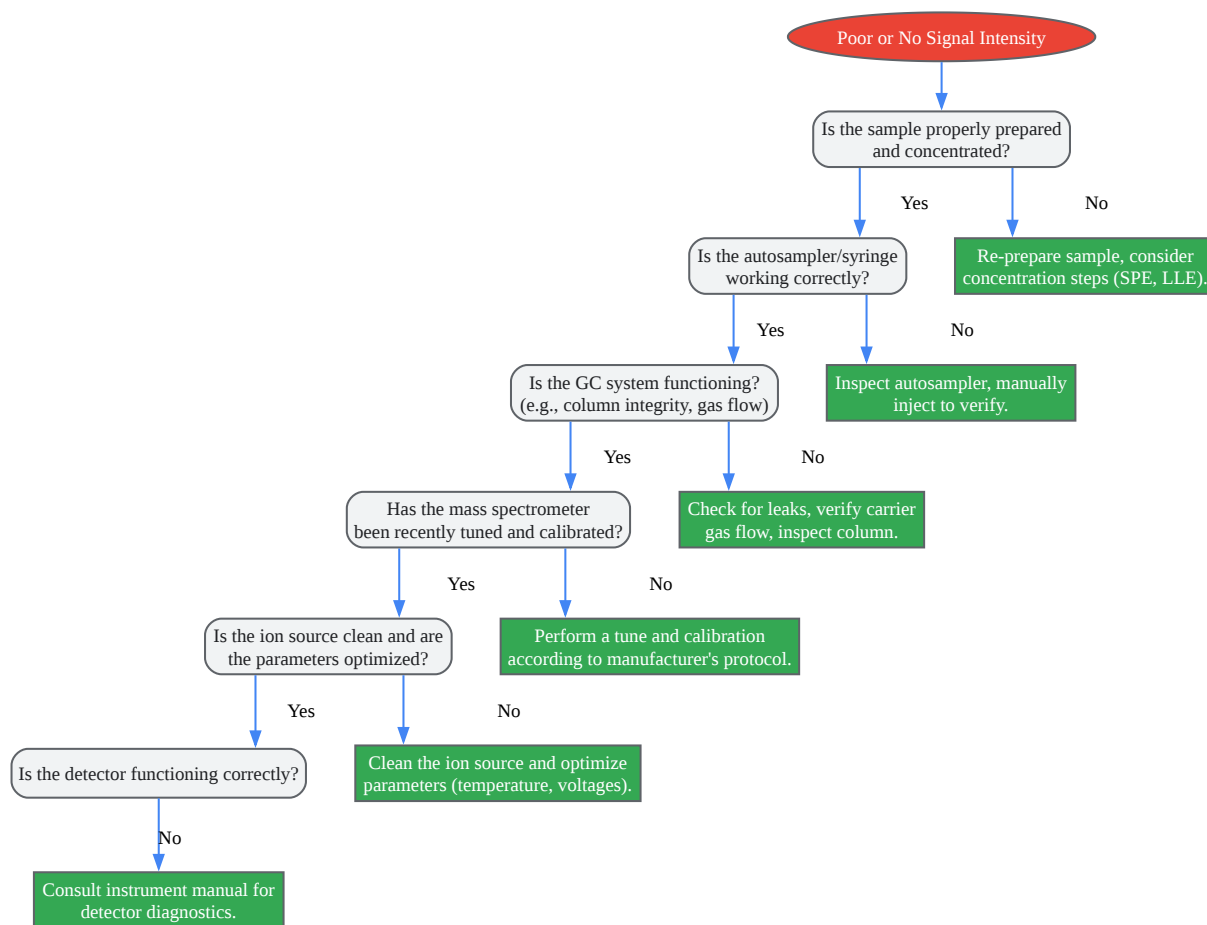 Poor or No Signal Intensity
Is the sample properly prepared
and concentrated?
Yes
No
Is the autosampler/syringe
working correctly?
Re-prepare sample, consider
concentration steps (SPE, LLE).
Yes
No
Is the GC system functioning?
(e.g., column integrity, gas flow)
Inspect autosampler, manually
inject to verify.
Yes
No
Has the mass spectrometer
been recently tuned and calibrated?
Check for leaks, verify carrier
gas flow, inspect column.
Yes
No
Is the ion source clean and are
the parameters optimized?
Perform a tune and calibration
according to manufacturer's protocol.
Yes
No
Is the detector functioning correctly?
Clean the ion source and optimize
parameters (temperature, voltages).
No
Consult instrument manual for
detector diagnostics.